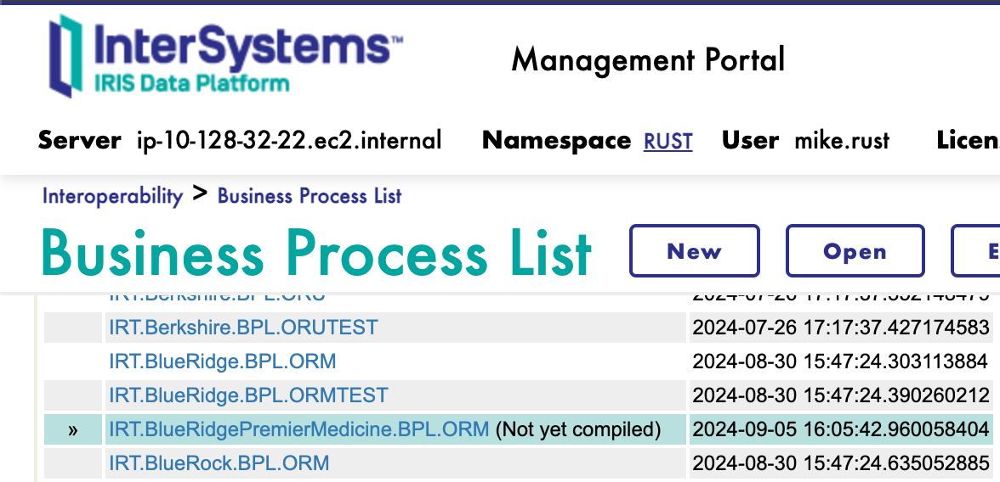 InterSystems™
IRIS Data Platform
Management Portal
Server ip-10-128-32-22.ec2.internal Namespace RUST User mike.rust Licen
Interoperability > Business Process List
Business Process List New Open E
IRT.Berkshire.BPL.ORU 2024-07-26 17:17:37.352148479
IRT.Berkshire.BPL.ORUTEST 2024-07-26 17:17:37.427174583
IRT.BlueRidge.BPL.ORM 2024-08-30 15:47:24.303113884
IRT.BlueRidge.BPL.ORMTEST 2024-08-30 15:47:24.390260212
» IRT.BlueRidgePremierMedicine.BPL.ORM (Not yet compiled) 2024-09-05 16:05:42.960058404
IRT.BlueRock.BPL.ORM 2024-08-30 15:47:24.635052885